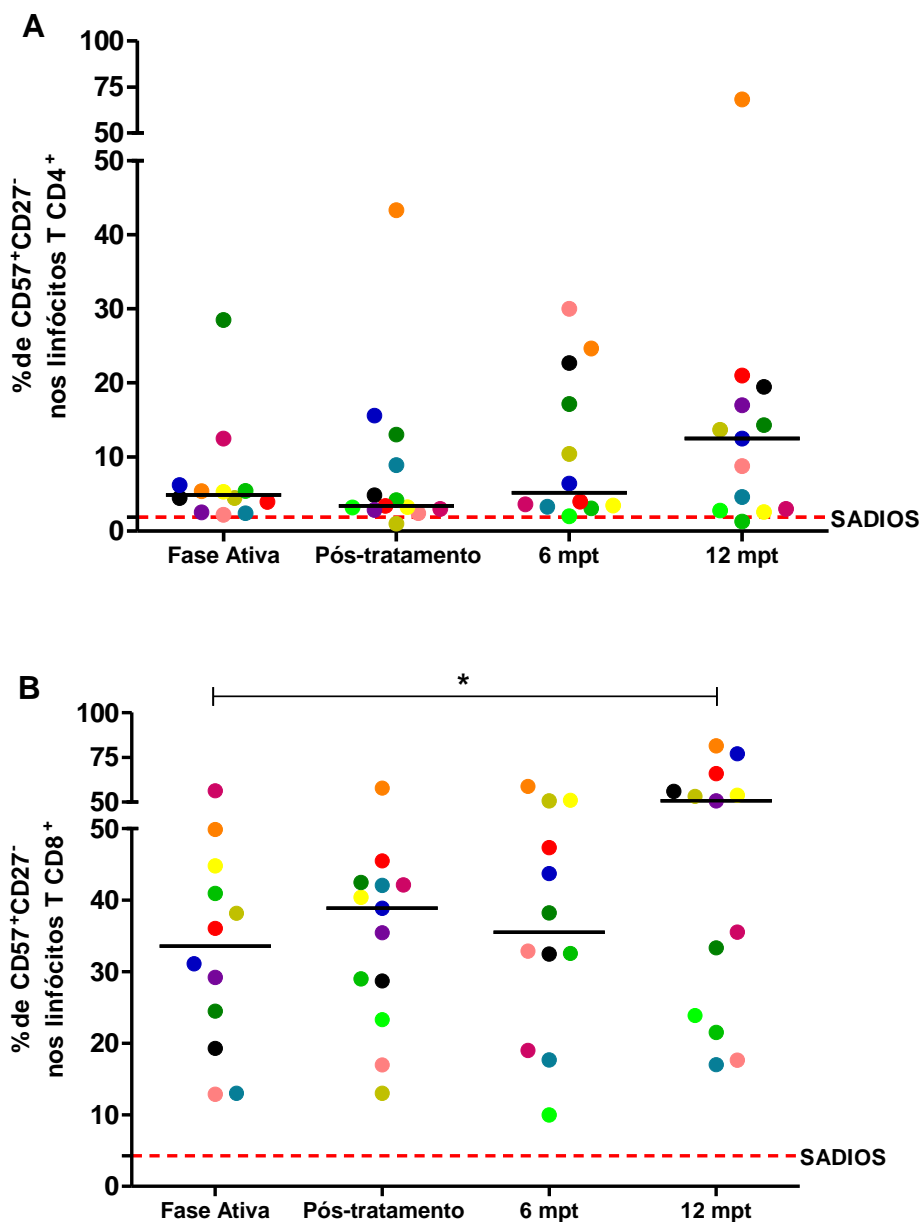 A
100
75
50
50
40
30
20
10
0
% de CD57⁺CD27⁻
nos linfócitos T CD4⁺
SADIOS
Fase Ativa Pós-tratamento 6 mpt 12 mpt
B
*
100
75
50
50
40
30
20
10
0
% de CD57⁺CD27⁻
nos linfócitos T CD8⁺
SADIOS
Fase Ativa Pós-tratamento 6 mpt 12 mpt